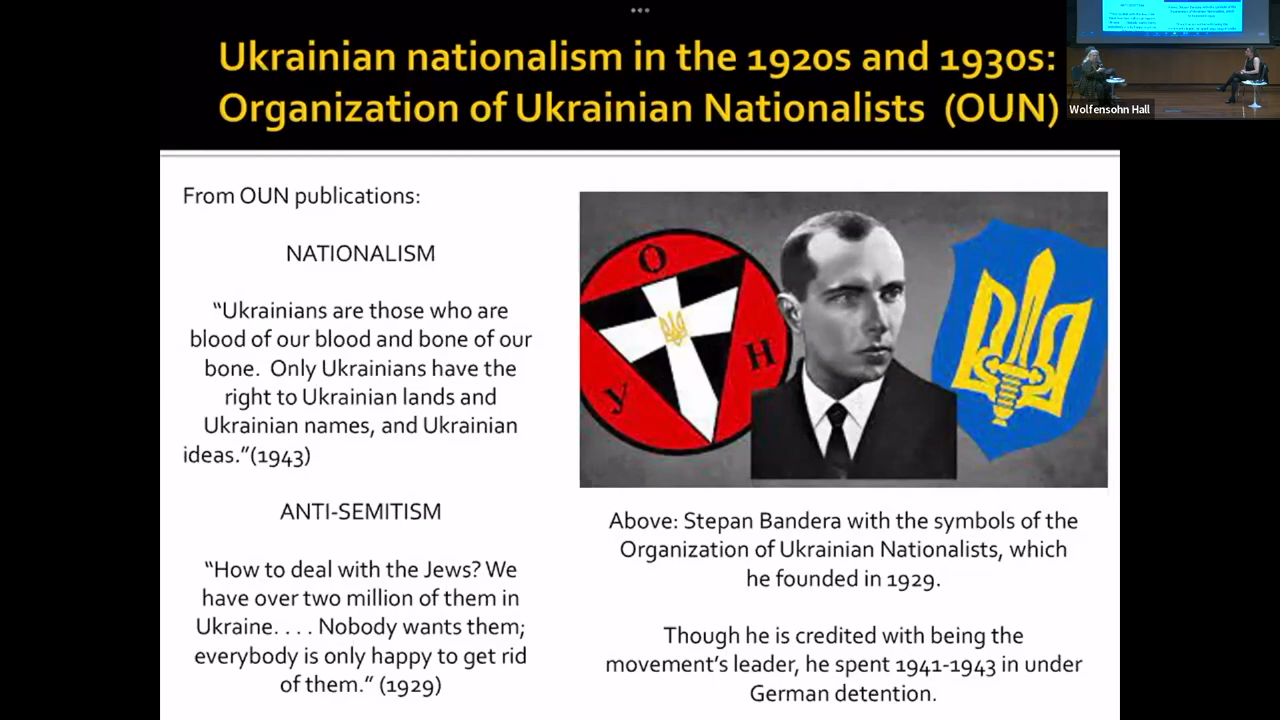 Ukrainian nationalism in the 1920s and 1930s:
Organization of Ukrainian Nationalists (OUN)
Wolfensohn Hall
From OUN publications:
NATIONALISM
“Ukrainians are those who are
blood of our blood and bone of our
bone. Only Ukrainians have the
right to Ukrainian lands and
Ukrainian names, and Ukrainian
ideas.”(1943)
ANTI-SEMITISM
“How to deal with the Jews? We
have over two million of them in
Ukraine. . . . Nobody wants them;
everybody is only happy to get rid
of them.” (1929)
О
У
Н
Above: Stepan Bandera with the symbols of the
Organization of Ukrainian Nationalists, which
he founded in 1929.
Though he is credited with being the
movement’s leader, he spent 1941-1943 in under
German detention.